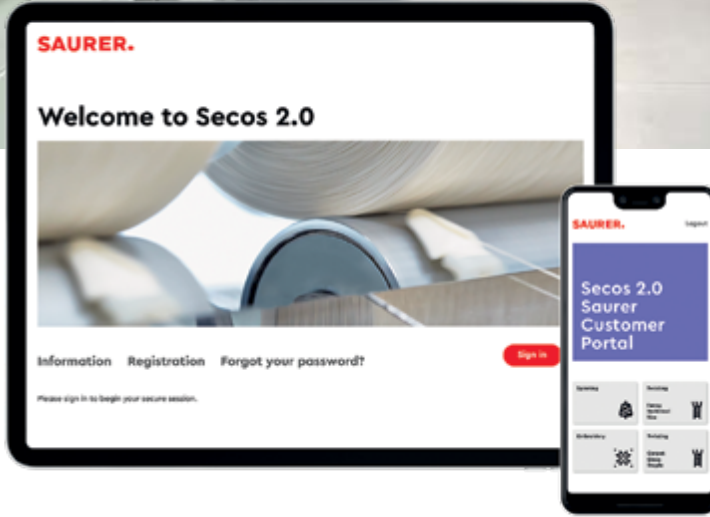 SAURER.
Welcome to Secos 2.0
Information Registration Forgot your password?
Sign in
Please sign in to begin your secure session.
SAURER.
Logout
Secos 2.0
Saurer
Customer
Portal
Spinning
Twisting
Embroidery
Twisting